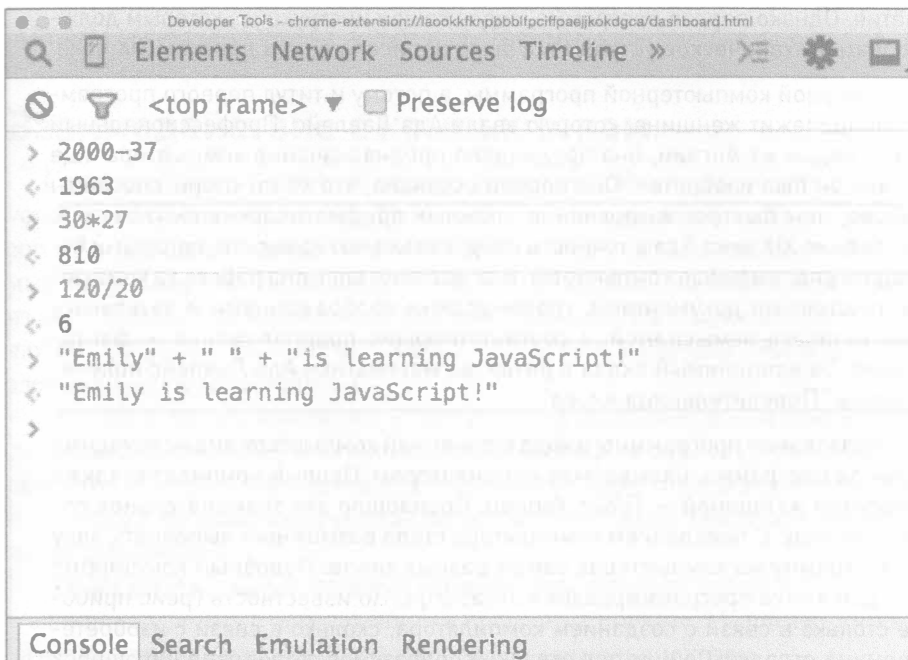 Developer Tools - chrome-extension://laookkfknpbbblfpciffpaejjkokdgca/dashboard.html
Elements Network Sources Timeline »
<top frame> ▼ Preserve log
> 2000-37
< 1963
> 30*27
< 810
> 120/20
< 6
> "Emily" + " " + "is learning JavaScript!"
< "Emily is learning JavaScript!"
>
Console Search Emulation Rendering